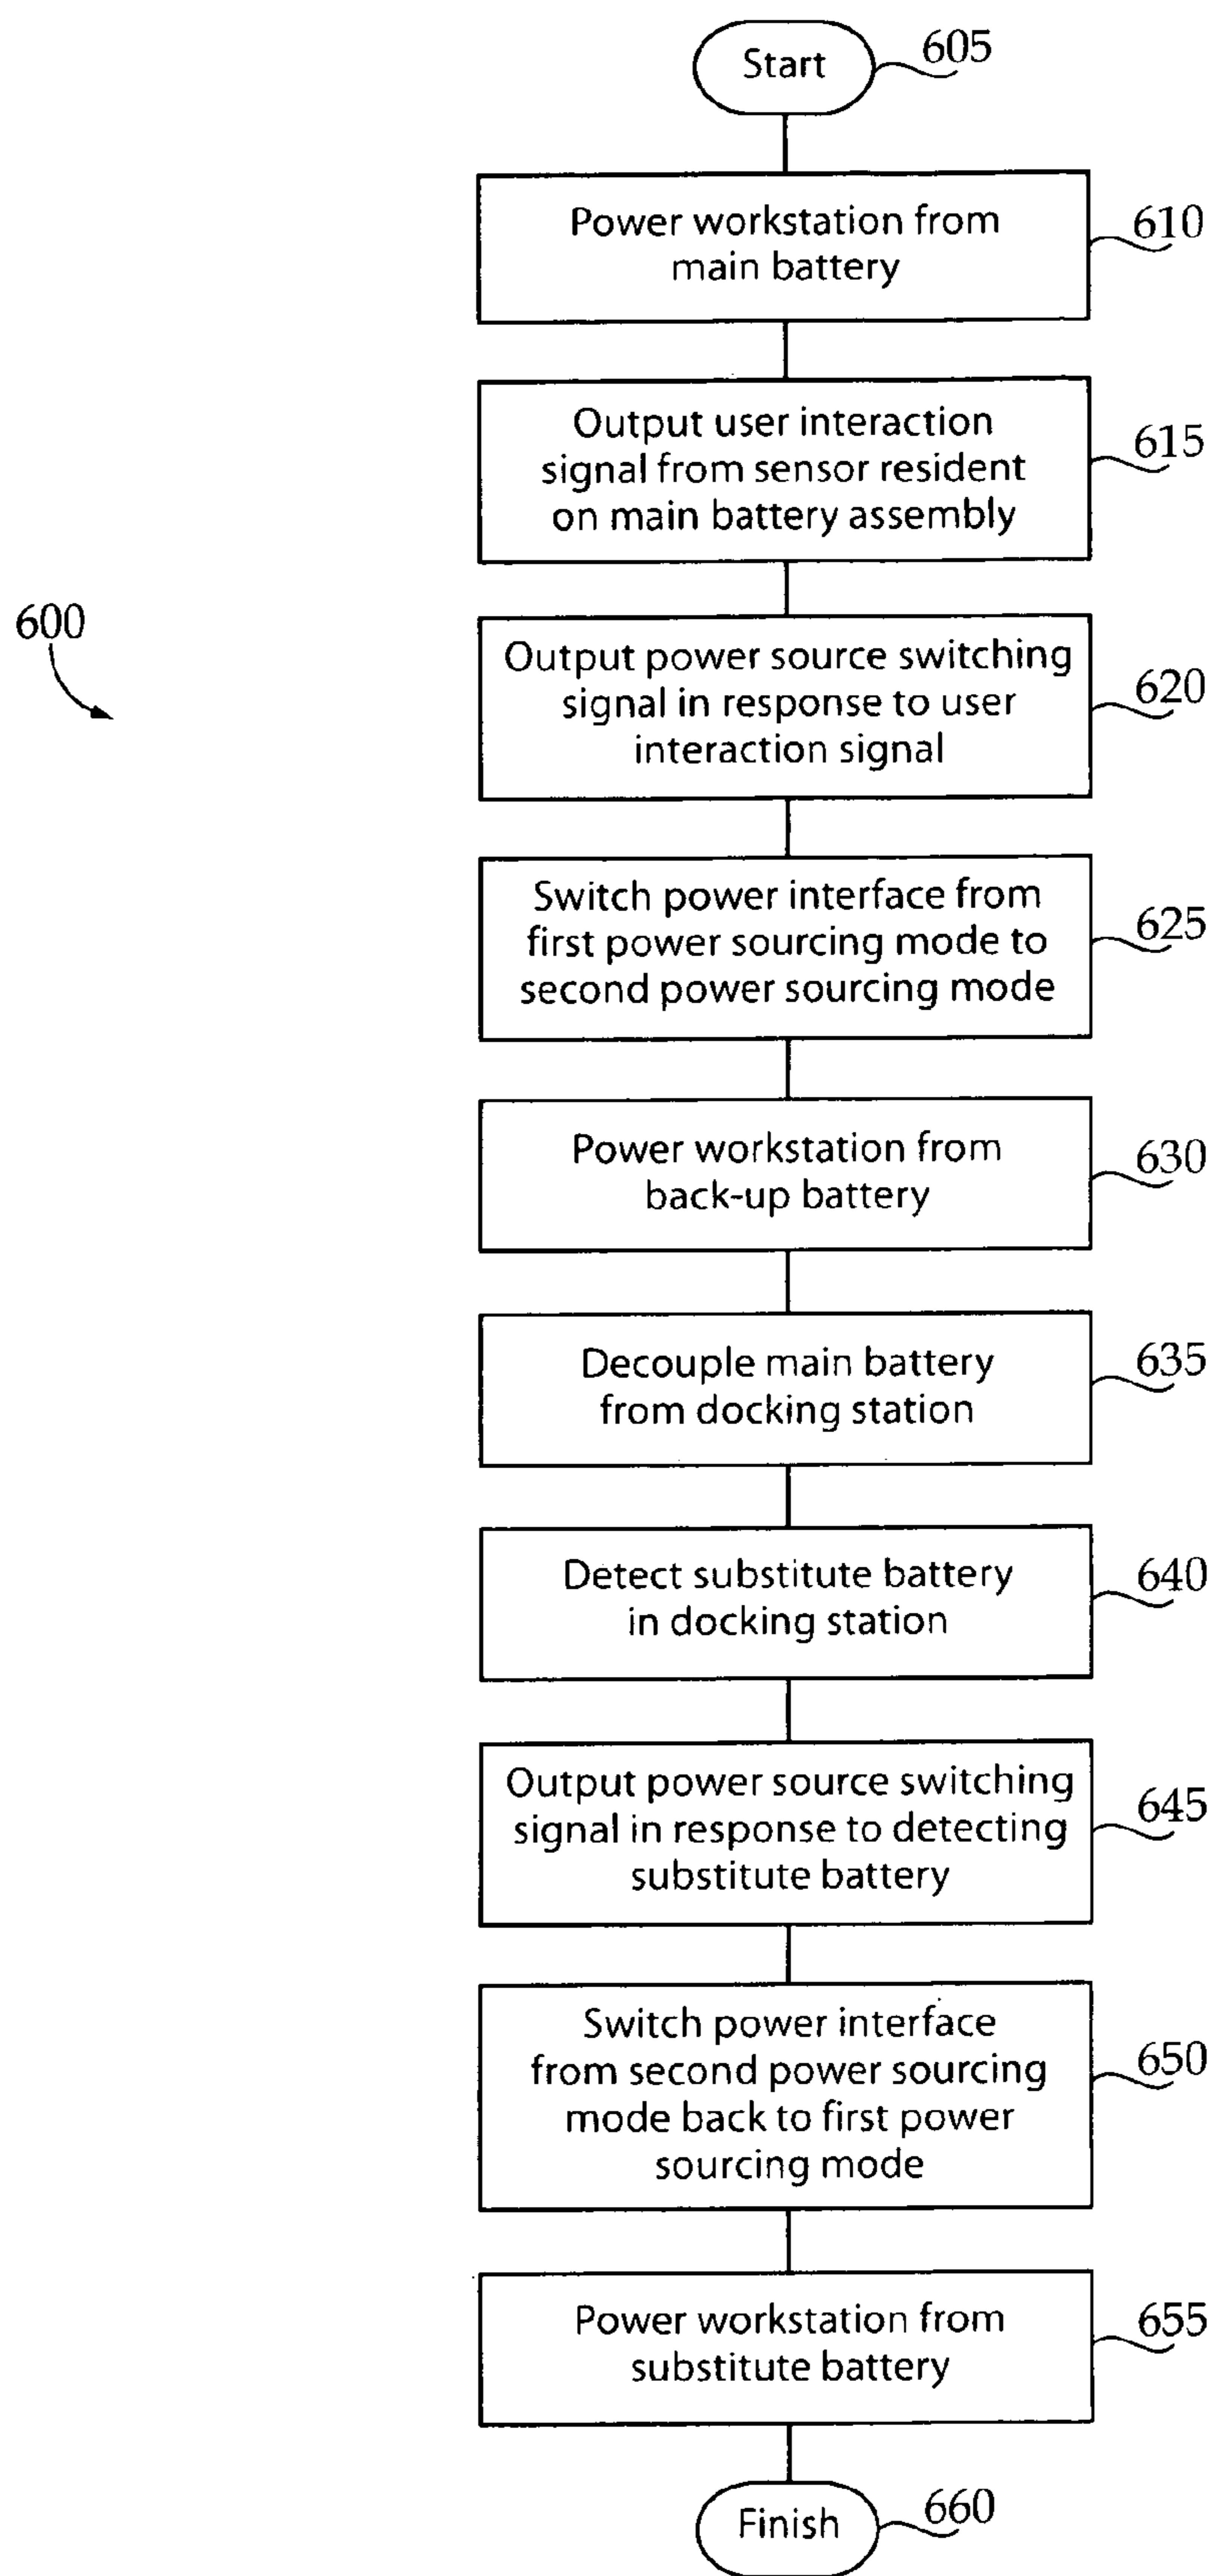 Start
605
Power workstation from
main battery
610
Output user interaction
signal from sensor resident
on main battery assembly
615
600
Output power source switching
signal in response to user
interaction signal
620
Switch power interface from
first power sourcing mode to
second power sourcing mode
625
Power workstation from
back-up battery
630
Decouple main battery
from docking station
635
Detect substitute battery
in docking station
640
Output power source switching
signal in response to detecting
substitute battery
645
Switch power interface
from second power sourcing
mode back to first power
sourcing mode
650
Power workstation from
substitute battery
655
Finish
660